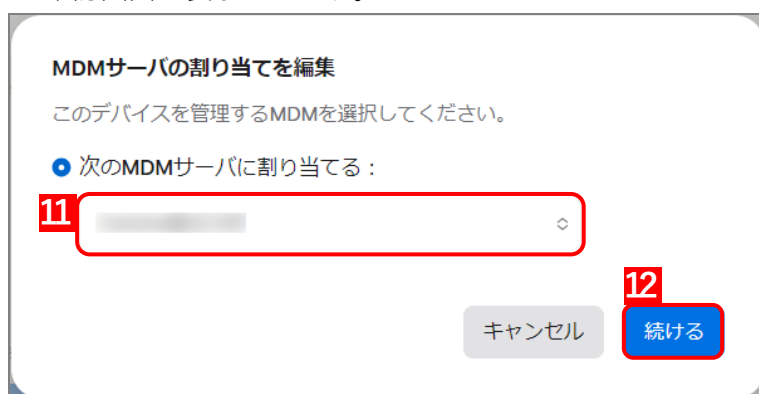 MDMサーバの割り当てを編集
このデバイスを管理するMDMを選択してください。
次のMDMサーバに割り当てる：
11
12
キャンセル
続ける